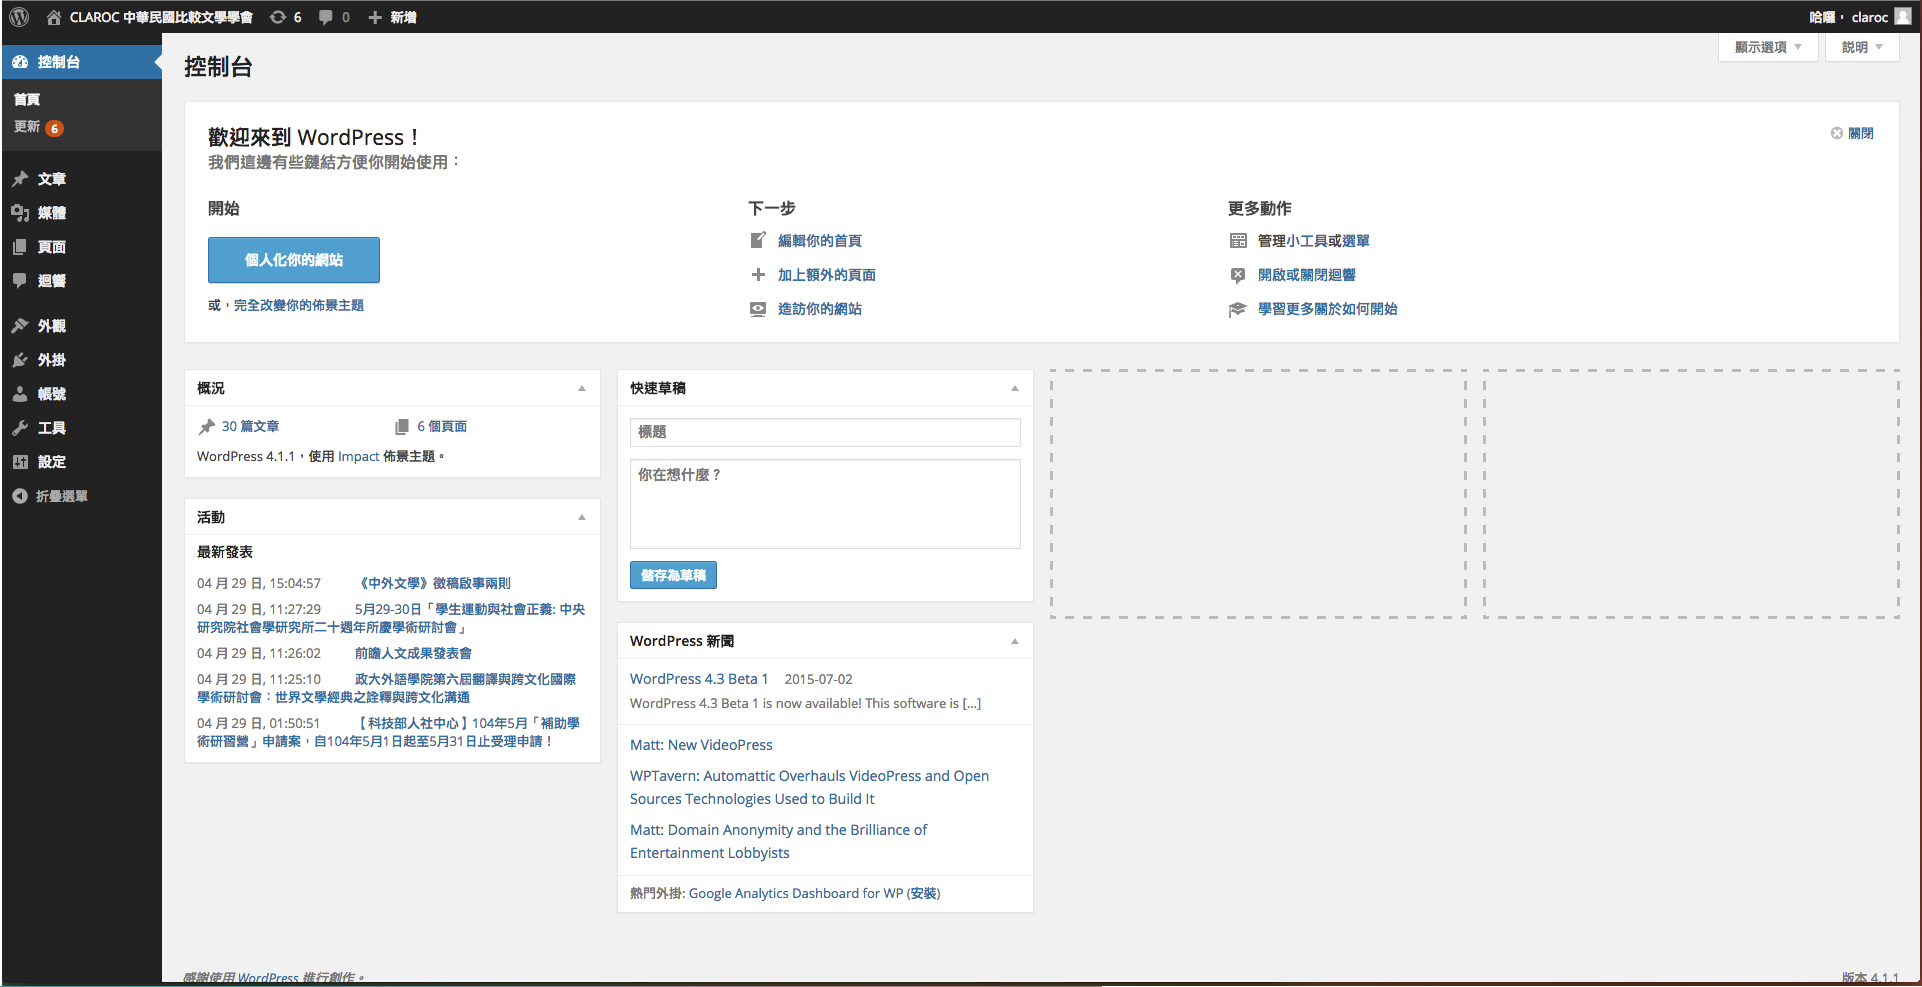 CLAROC 中華民國比較文學學會 6 0 新增 哈囉，claroc
控制台
首頁
更新 6
文章
媒體
頁面
迴響
外觀
外掛
帳號
工具
設定
折疊選單
顯示選項 說明
控制台
歡迎來到 WordPress！
我們這邊有些鏈結方便你開始使用：
關閉
開始
個人化你的網站
或，完全改變你的佈景主題
下一步
編輯你的首頁
加上額外的頁面
造訪你的網站
更多動作
管理小工具或選單
開啟或關閉迴響
學習更多關於如何開始
概況
30 篇文章 6 個頁面
WordPress 4.1.1，使用 Impact 佈景主題。
活動
最新發表
04 月 29 日, 15:04:57 《中外文學》徵稿啟事兩則
04 月 29 日, 11:27:29 5月29-30日「學生運動與社會正義: 中央
研究院社會學研究所二十週年所慶學術研討會」
04 月 29 日, 11:26:02 前瞻人文成果發表會
04 月 29 日, 11:25:10 政大外語學院第六屆翻譯與跨文化國際
學術研討會：世界文學經典之詮釋與跨文化溝通
04 月 29 日, 01:50:51 【科技部人社中心】104年5月「補助學
術研習營」申請案，自104年5月1日起至5月31日止受理申請！
快速草稿
標題
你在想什麼？
儲存為草稿
WordPress 新聞
WordPress 4.3 Beta 1 2015-07-02
WordPress 4.3 Beta 1 is now available! This software is [...]
Matt: New VideoPress
WPTavern: Automattic Overhauls VideoPress and Open
Sources Technologies Used to Build It
Matt: Domain Anonymity and the Brilliance of
Entertainment Lobbyists
熱門外掛: Google Analytics Dashboard for WP (安裝)
感謝使用 WordPress 進行創作。
版本 4.1.1